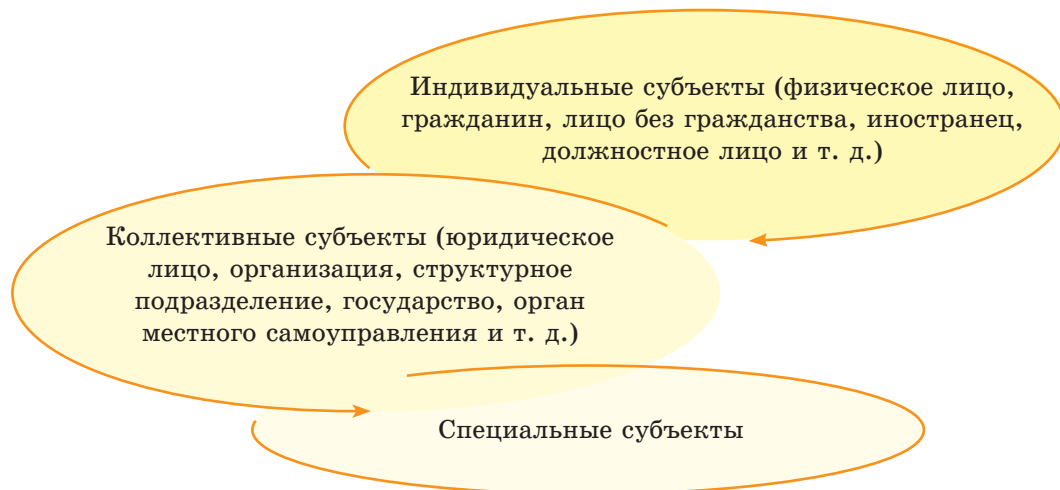 Индивидуальные субъекты (физическое лицо,
гражданин, лицо без гражданства, иностранец,
должностное лицо и т. д.)
Коллективные субъекты (юридическое
лицо, организация, структурное
подразделение, государство, орган
местного самоуправления и т. д.)
Специальные субъекты